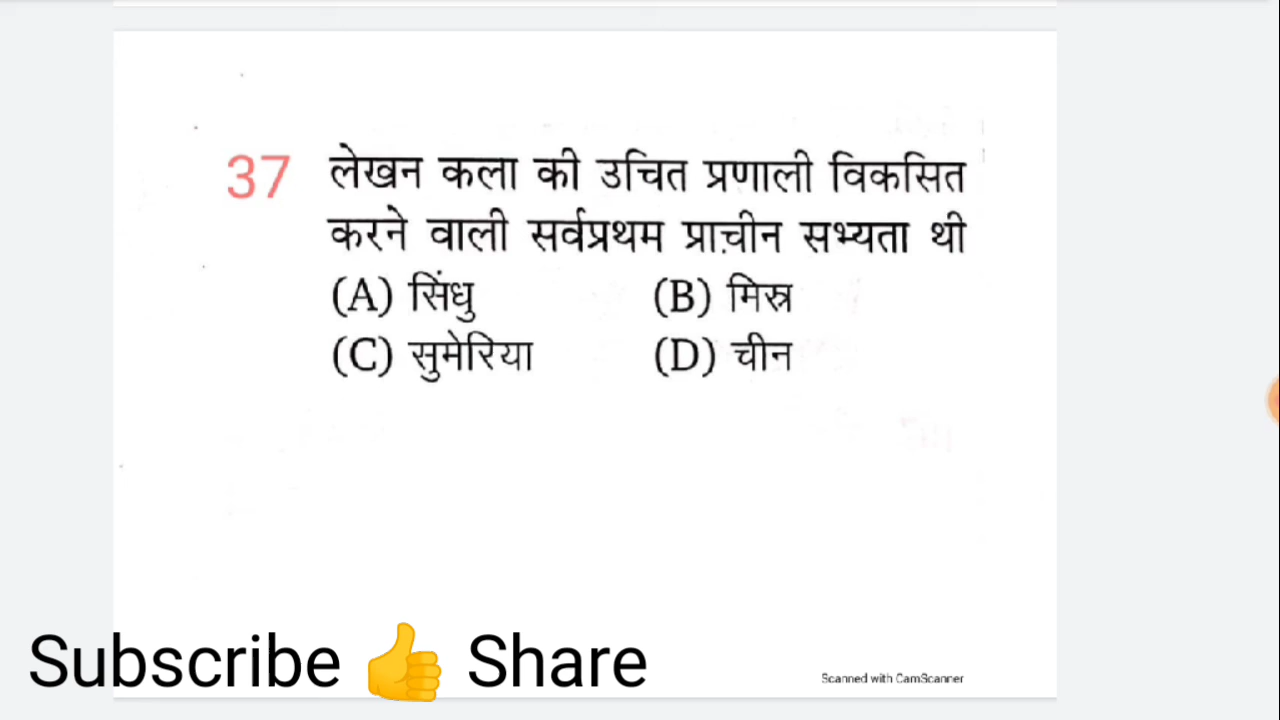 37 लेखन कला की उचित प्रणाली विकसित
करने वाली सर्वप्रथम प्राचीन सभ्यता थी
(A) सिंधु (B) मिस्र
(C) सुमेरिया (D) चीन
Subscribe 👍 Share
Scanned with CamScanner